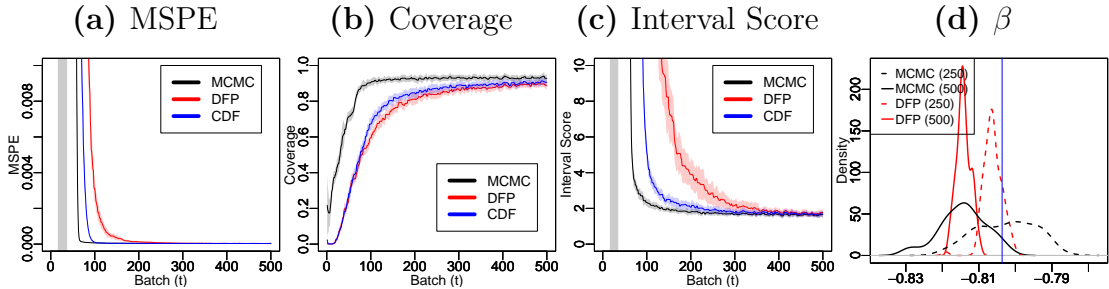 (a) MSPE
MSPE
0.000
0.004
0.008
MCMC
DFP
CDF
0 100 200 300 400 500
Batch (t)
(b) Coverage
Coverage
0.0 0.2 0.4 0.6 0.8 1.0
MCMC
DFP
CDF
0 100 200 300 400 500
Batch (t)
(c) Interval Score
Interval Score
0 2 4 6 8 10
MCMC
DFP
CDF
0 100 200 300 400 500
Batch (t)
(d) β
Density
0 50 100 150 200
MCMC (250)
MCMC (500)
DFP (250)
DFP (500)
−0.83 −0.81 −0.79